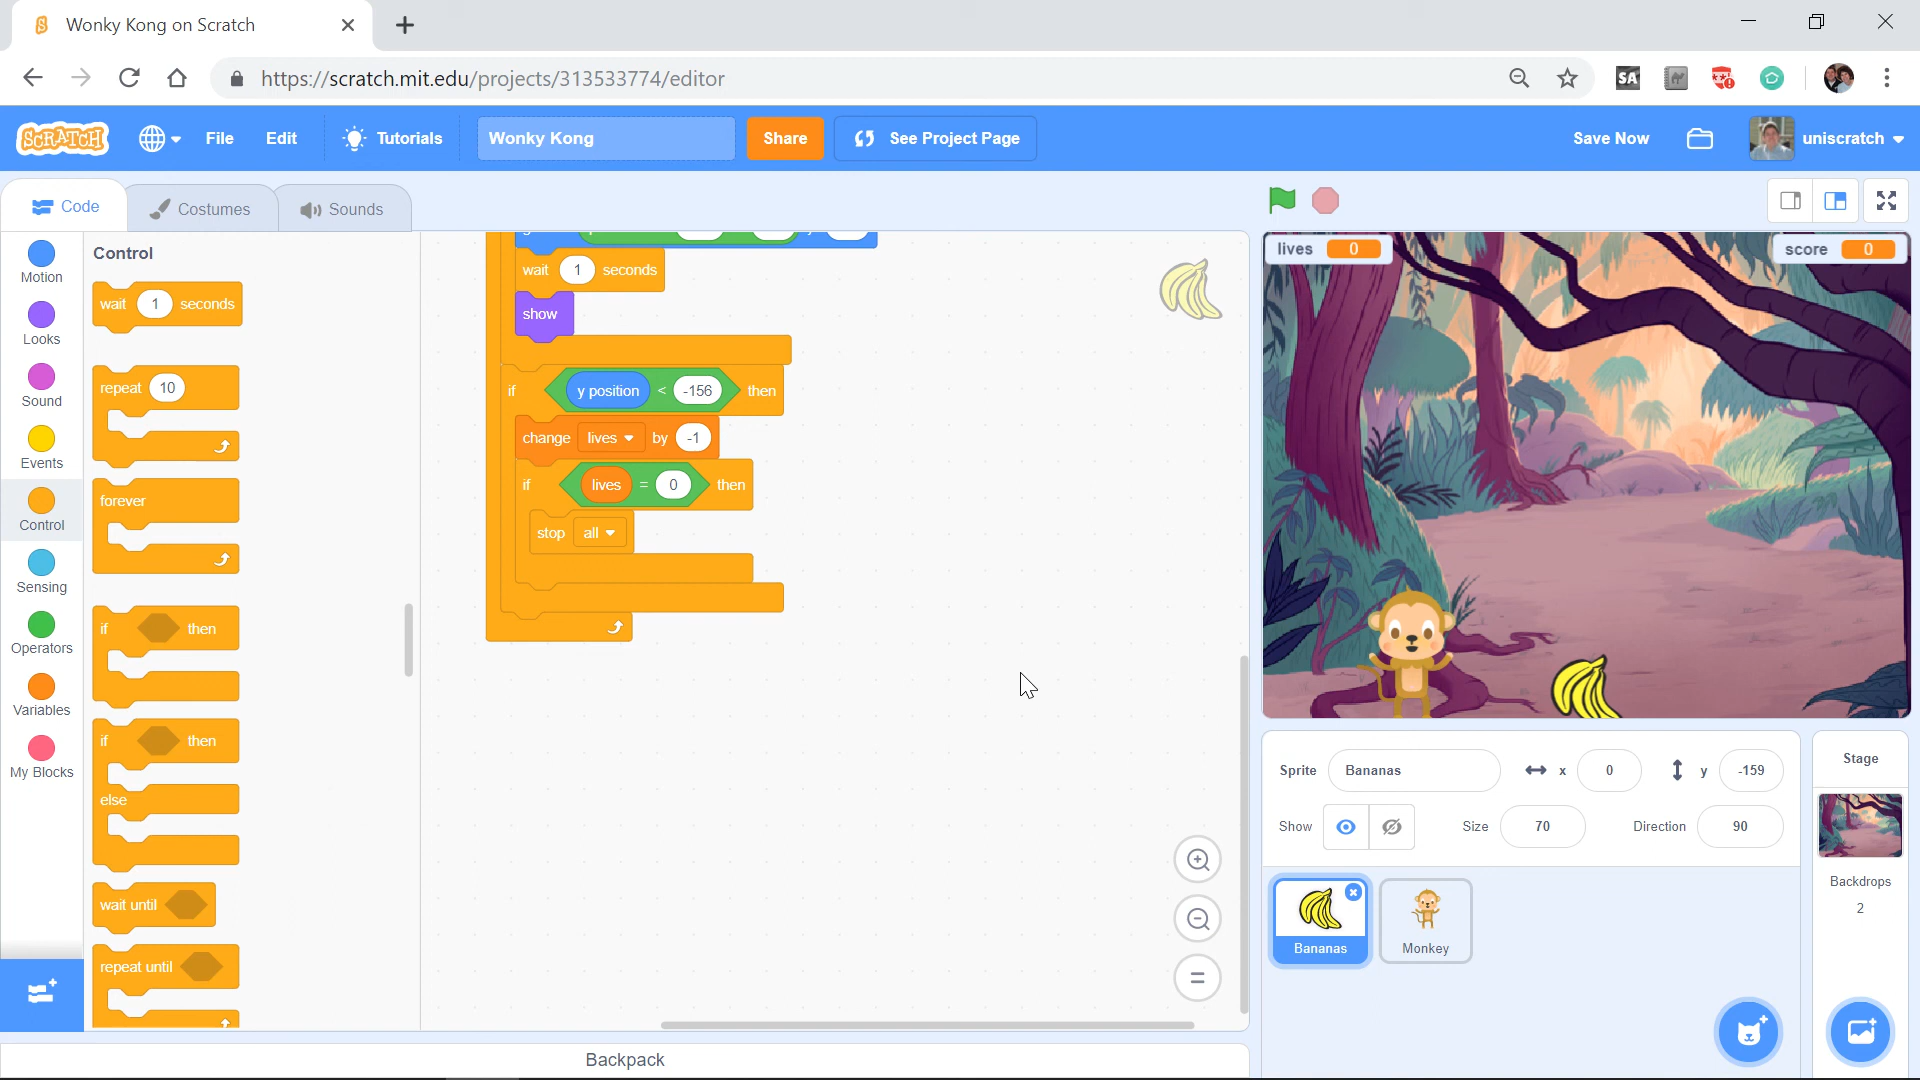 Wonky Kong on Scratch
https://scratch.mit.edu/projects/313533774/editor
SA
SCRATCH
File
Edit
Tutorials
Wonky Kong
Share
See Project Page
Save Now
uniscratch
Code
Costumes
Sounds
Motion
Looks
Sound
Events
Control
Sensing
Operators
Variables
My Blocks
Control
wait 1 seconds
repeat 10
forever
if then
if then
else
wait until
repeat until
wait 1 seconds
show
if y position < -156 then
change lives by -1
if lives = 0 then
stop all
Backpack
lives 0
score 0
Sprite Bananas x 0 y -159
Show Size 70 Direction 90
Bananas
Monkey
Stage
Backdrops
2